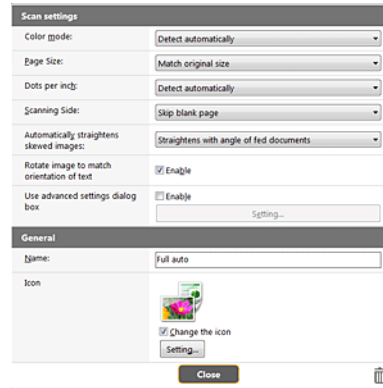 Scan settings
Color mode:
Detect automatically
Page Size:
Match original size
Dots per inch:
Detect automatically
Scanning Side:
Skip blank page
Automatically straightens
skewed images:
Straightens with angle of fed documents
Rotate image to match
orientation of text
Enable
Use advanced settings dialog
box
Enable
Setting...
General
Name:
Full auto
Icon
Change the icon
Setting...
Close